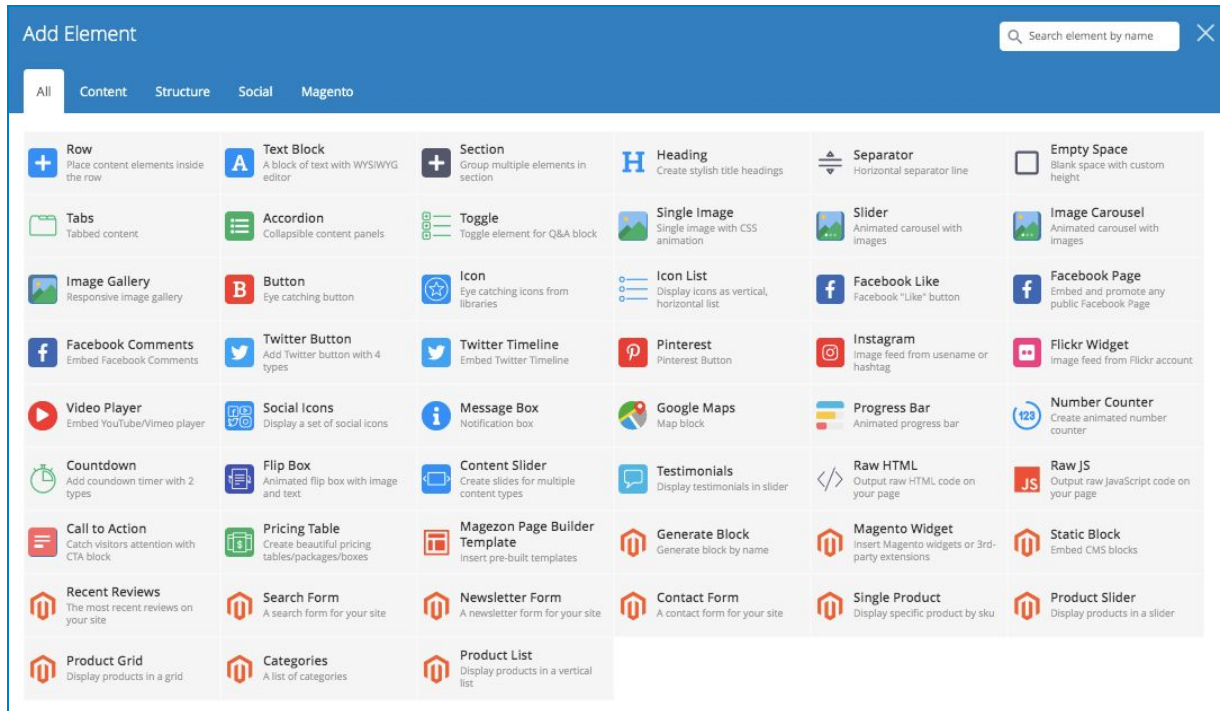 Add Element
Search element by name
All
Content
Structure
Social
Magento
Row
Place content elements inside
the row
Text Block
A block of text with WYSIWYG
editor
Section
Group multiple elements in
section
Heading
Create stylish title headings
Separator
Horizontal separator line
Empty Space
Blank space with custom
height
Tabs
Tabbed content
Accordion
Collapsible content panels
Toggle
Toggle element for Q&A block
Single Image
Single image with CSS
animation
Slider
Animated carousel with
images
Image Carousel
Animated carousel with
images
Image Gallery
Responsive image gallery
Button
Eye catching button
Icon
Eye catching icons from
libraries
Icon List
Display icons as vertical,
horizontal list
Facebook Like
Facebook "Like" button
Facebook Page
Embed and promote any
public Facebook Page
Facebook Comments
Embed Facebook Comments
Twitter Button
Add Twitter button with 4
types
Twitter Timeline
Embed Twitter Timeline
Pinterest
Pinterest Button
Instagram
Image feed from usename or
hashtag
Flickr Widget
Image feed from Flickr account
Video Player
Embed YouTube/Vimeo player
Social Icons
Display a set of social icons
Message Box
Notification box
Google Maps
Map block
Progress Bar
Animated progress bar
123
Number Counter
Create animated number
counter
Countdown
Add coundown timer with 2
types
Flip Box
Animated flip box with image
and text
Content Slider
Create slides for multiple
content types
Testimonials
Display testimonials in slider
Raw HTML
Output raw HTML code on
your page
JS
Raw JS
Output raw JavaScript code on
your page
Call to Action
Catch visitors attention with
CTA block
Pricing Table
Create beautiful pricing
tables/packages/boxes
Magezon Page Builder
Template
Insert pre-built templates
Generate Block
Generate block by name
Magento Widget
Insert Magento widgets or 3rd-
party extensions
Static Block
Embed CMS blocks
Recent Reviews
The most recent reviews on
your site
Search Form
A search form for your site
Newsletter Form
A newsletter form for your site
Contact Form
A contact form for your site
Single Product
Display specific product by sku
Product Slider
Display products in a slider
Product Grid
Display products in a grid
Categories
A list of categories
Product List
Display products in a vertical
list